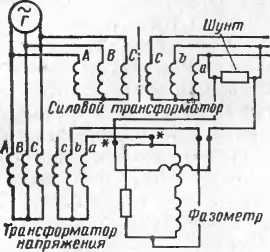 ~
Г
Шунт
A B C c b a
Силовой трансформатор
A B C c b a
* *
Фазометр
Трансформатор
напряжения